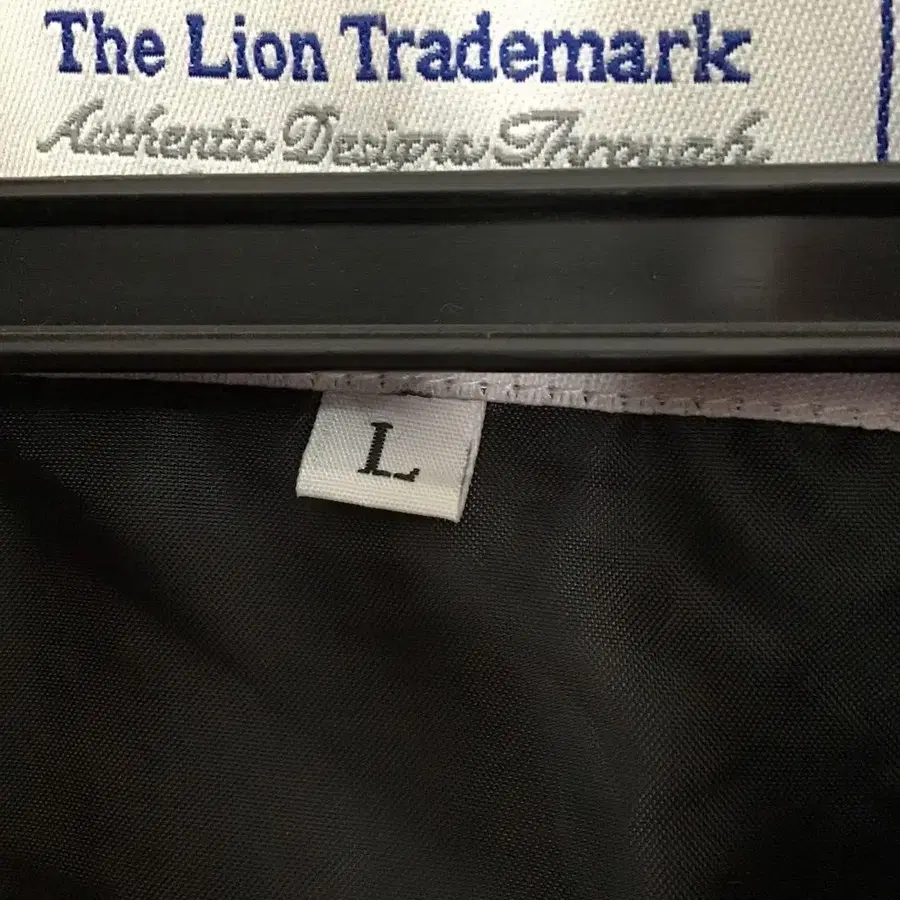 The Lion Trademark
Authentic Designs Through
L